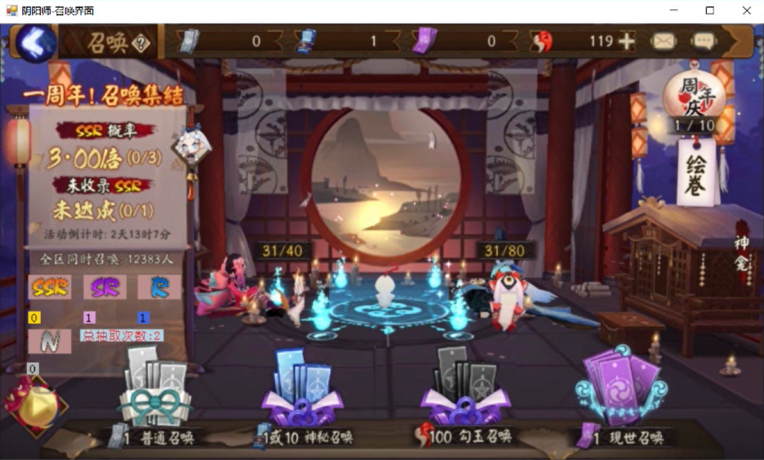 阴阳师-召唤界面
召唤?
0
1
0
119
一周年!召唤集结
SSR 概率
3.00倍(0/3)
未收录 SSR
未达成(0/1)
活动倒计时:2天13时7分
全区同时召唤 12383人
SSR SR R
0 1 1
N 总抽取次数:2
0
31/40
31/80
周年庆
1 / 10
绘卷
神龛
1 普通召唤
1或10 神秘召唤
100 勾玉召唤
1 现世召唤